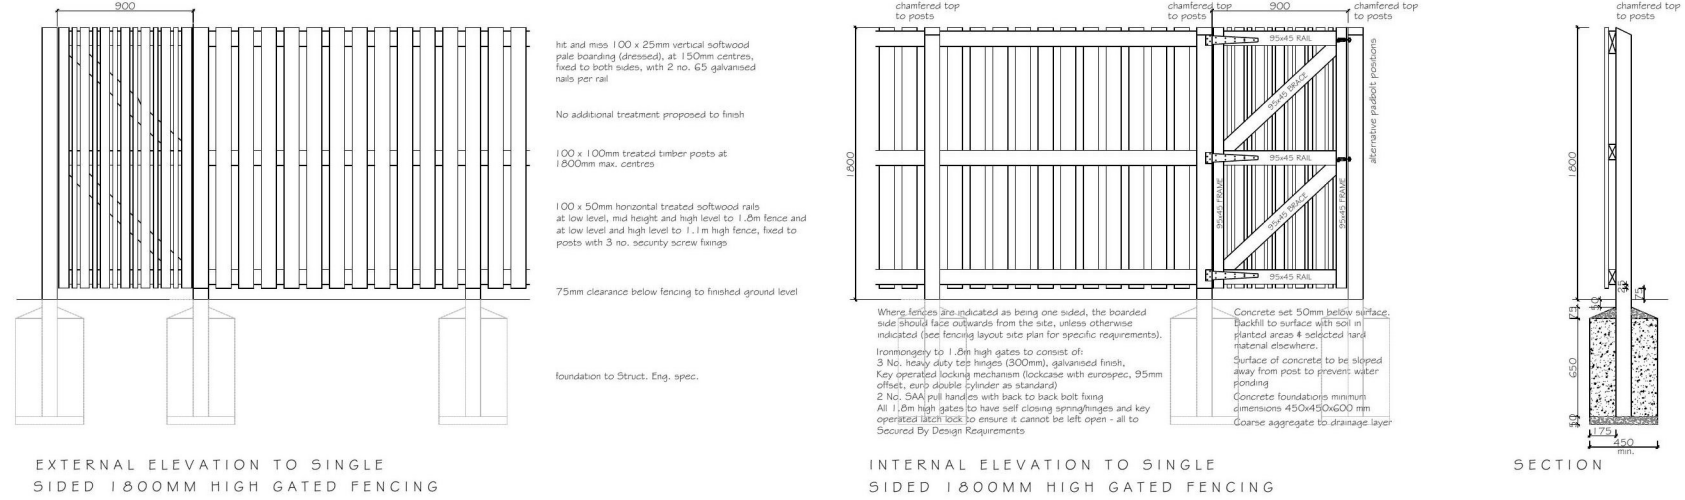 900
hit and miss 100 x 25mm vertical softwood
pale boarding (dressed), at 150mm centres,
fixed to both sides, with 2 no. 65 galvanised
nails per rail
No additional treatment proposed to finish
100 x 100mm treated timber posts at
1800mm max. centres
100 x 50mm horizontal treated softwood rails
at low level, mid height and high level to 1.8m fence and
at low level and high level to 1.1m high fence, fixed to
posts with 3 no. security screw fixings
75mm clearance below fencing to finished ground level
foundation to Struct. Eng. spec.
EXTERNAL ELEVATION TO SINGLE
SIDED 1800MM HIGH GATED FENCING
chamfered top
to posts
chamfered top
to posts
900
chamfered top
to posts
1800
95x45 RAIL
95x45 BRACE
alternative padbolt positions
95x45 RAIL
95x45 FRAME
95x45 BRACE
95x45 FRAME
95x45 RAIL
Where fences are indicated as being one sided, the boarded
side should face outwards from the site, unless otherwise
indicated (see fencing layout site plan for specific requirements).
Ironmongery to 1.8m high gates to consist of:
3 No. heavy duty tee hinges (300mm), galvanised finish,
Key operated locking mechanism (lockcase with eurospec, 95mm
offset, euro double cylinder as standard)
2 No. SAA pull handles with back to back bolt fixing
All 1.8m high gates to have self closing spring/hinges and key
operated latch lock to ensure it cannot be left open - all to
Secured By Design Requirements
Concrete set 50mm below surface.
Backfill to surface with soil in
planted areas & selected hard
material elsewhere.
Surface of concrete to be sloped
away from post to prevent water
ponding
Concrete foundations minimum
dimensions 450x450x600 mm
Coarse aggregate to drainage layer
INTERNAL ELEVATION TO SINGLE
SIDED 1800MM HIGH GATED FENCING
chamfered top
to posts
1800
25
75
50
75
650
50
175
450
min.
SECTION